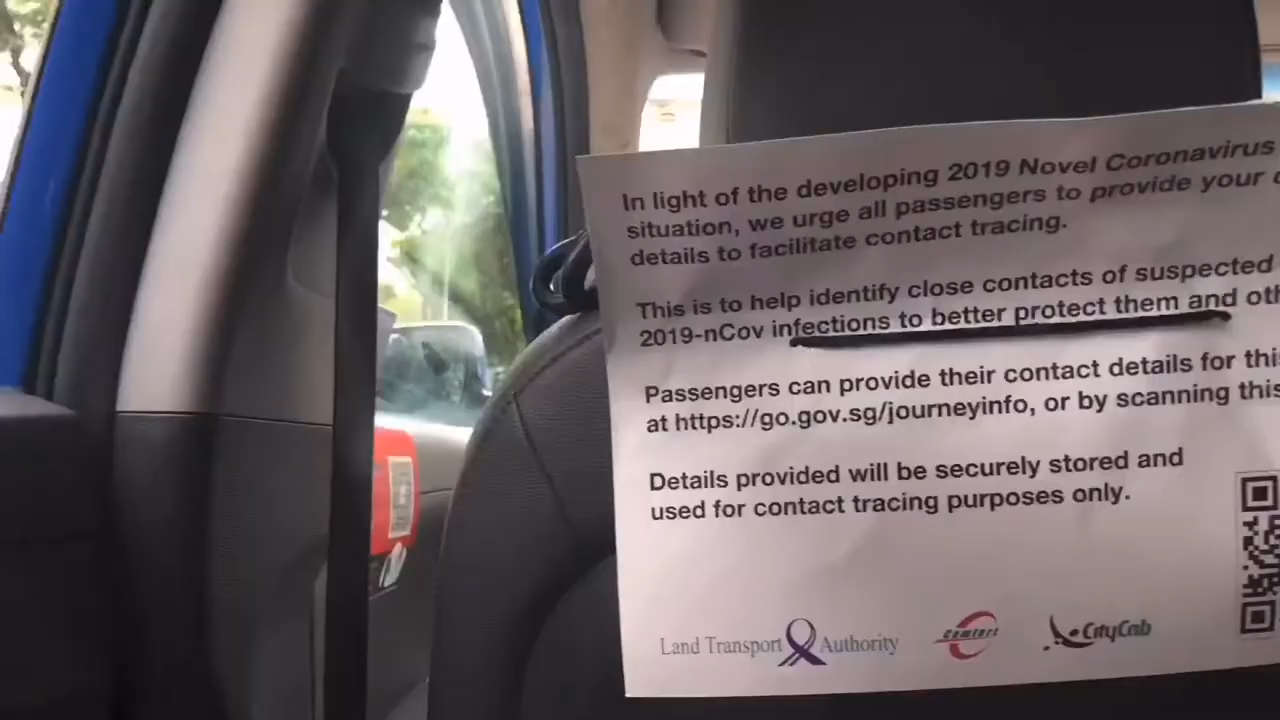 In light of the developing 2019 Novel Coronavirus
situation, we urge all passengers to provide your
details to facilitate contact tracing.
This is to help identify close contacts of suspected
2019-nCov infections to better protect them and
Passengers can provide their contact details for
at https://go.gov.sg/journeyinfo, or by scanning this
Details provided will be securely stored and
used for contact tracing purposes only.
Land Transport Authority Comfort CityCab